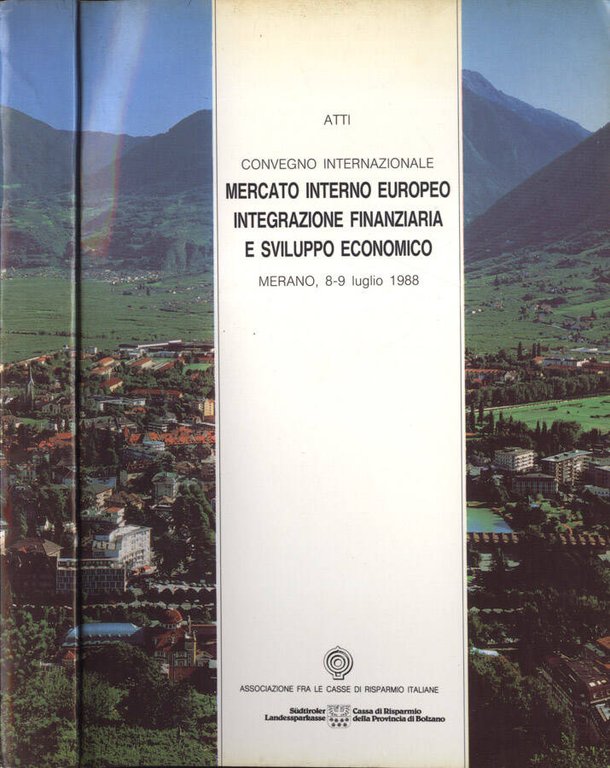 ATTI
CONVEGNO INTERNAZIONALE
MERCATO INTERNO EUROPEO
INTEGRAZIONE FINANZIARIA
E SVILUPPO ECONOMICO
MERANO, 8-9 luglio 1988
ASSOCIAZIONE FRA LE CASSE DI RISPARMIO ITALIANE
Südtiroler Cassa di Risparmio
Landessparkasse della Provincia di Bolzano